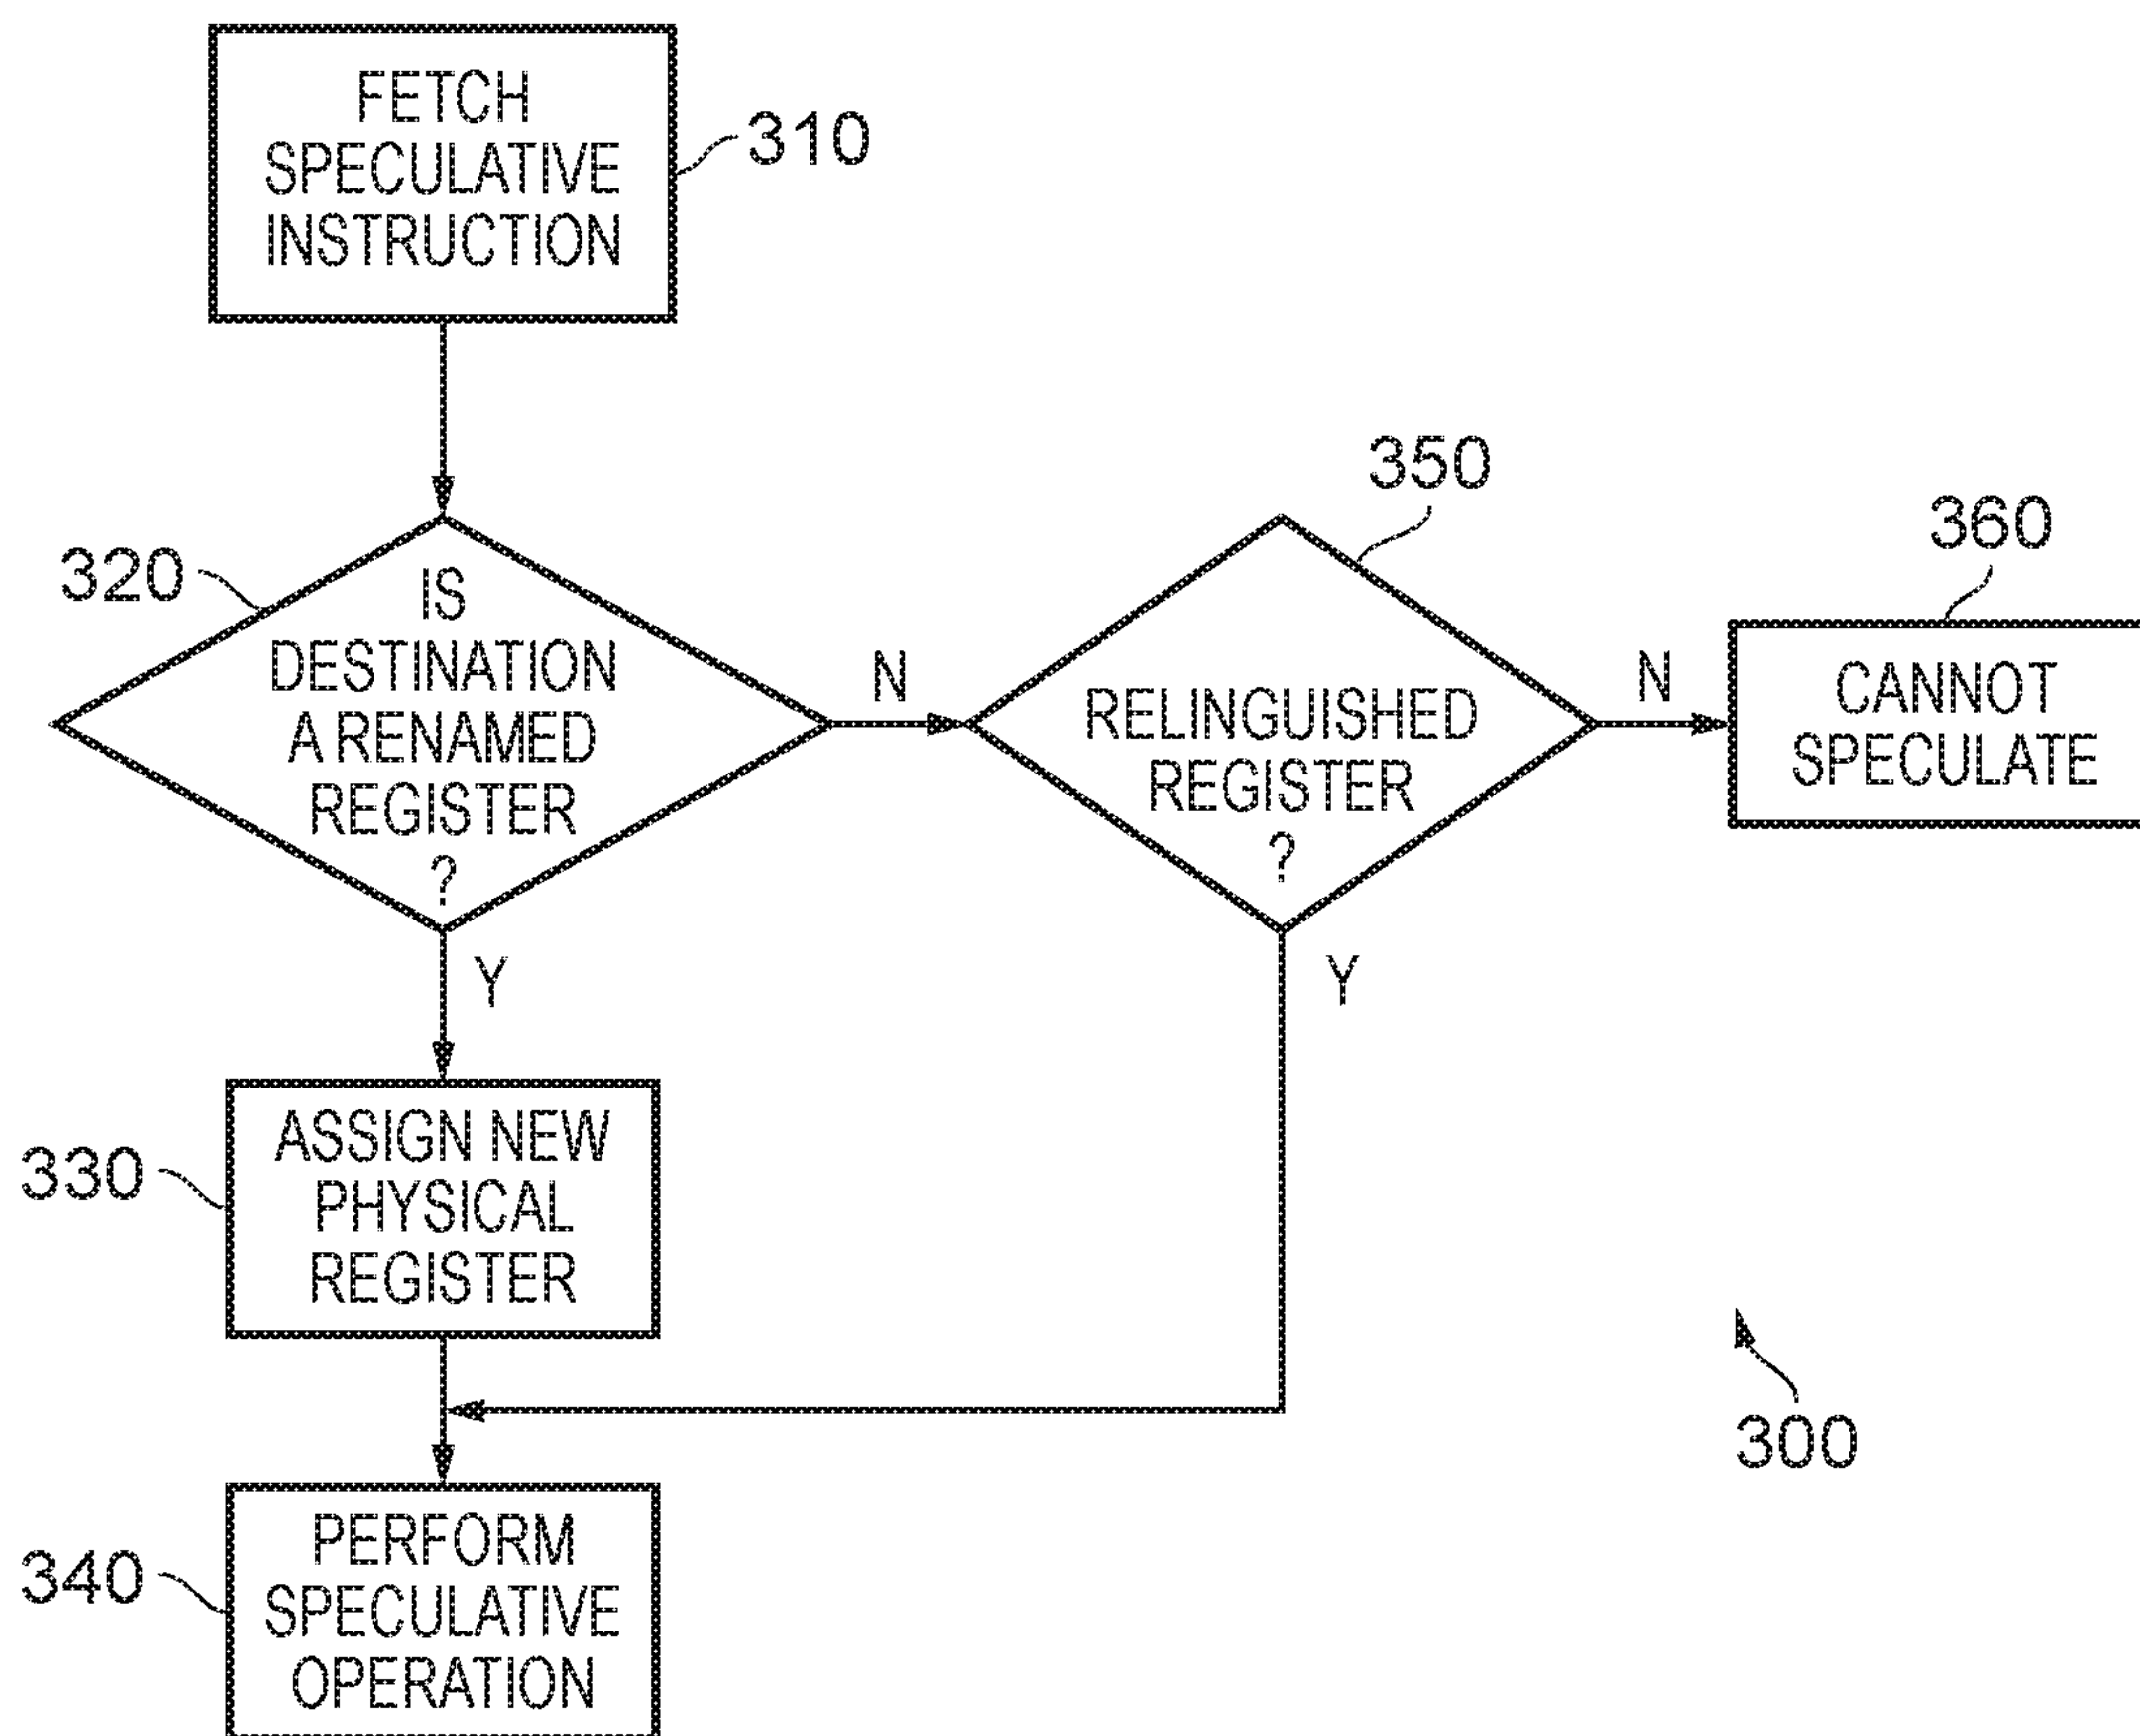 FETCH
SPECULATIVE
INSTRUCTION
310
320
IS
DESTINATION
A RENAMED
REGISTER
?
N
350
RELINGUISHED
REGISTER
?
N
360
CANNOT
SPECULATE
Y
Y
330
ASSIGN NEW
PHYSICAL
REGISTER
300
340
PERFORM
SPECULATIVE
OPERATION